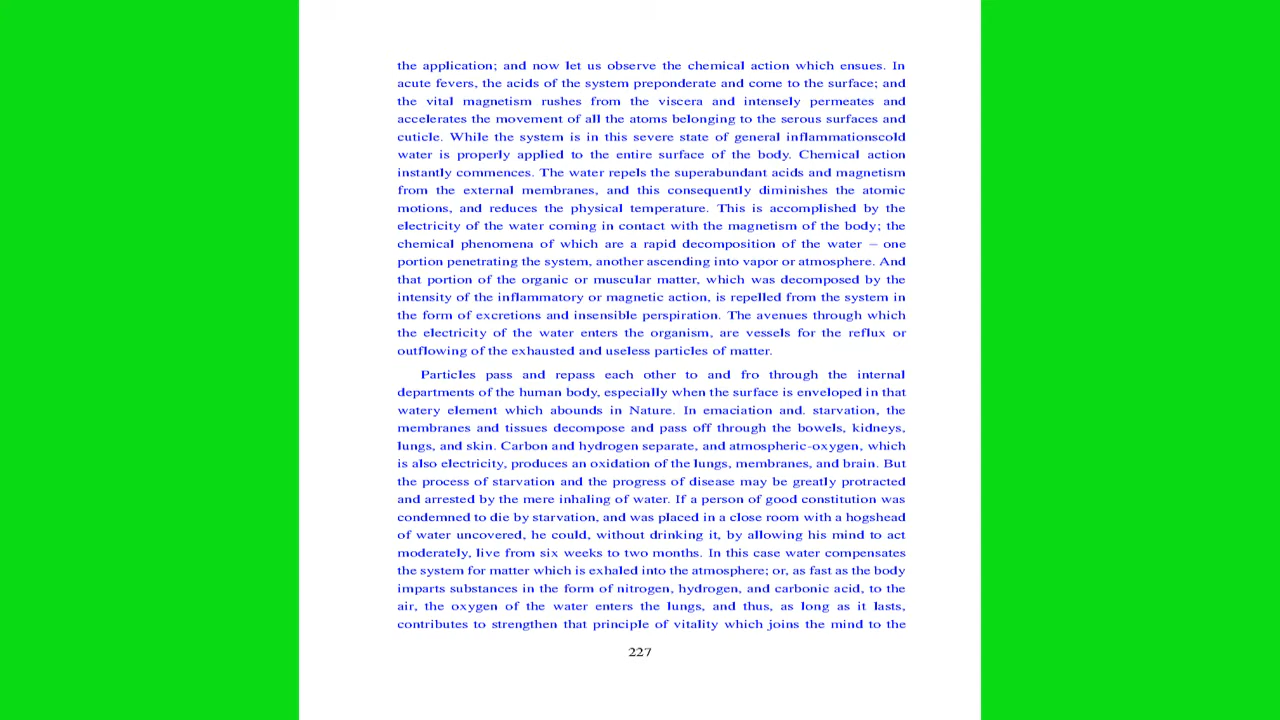 the application; and now let us observe the chemical action which ensues. In
acute fevers, the acids of the system preponderate and come to the surface; and
the vital magnetism rushes from the viscera and intensely permeates and
accelerates the movement of all the atoms belonging to the serous surfaces and
cuticle. While the system is in this severe state of general inflammationscold
water is properly applied to the entire surface of the body. Chemical action
instantly commences. The water repels the superabundant acids and magnetism
from the external membranes, and this consequently diminishes the atomic
motions, and reduces the physical temperature. This is accomplished by the
electricity of the water coming in contact with the magnetism of the body; the
chemical phenomena of which are a rapid decomposition of the water – one
portion penetrating the system, another ascending into vapor or atmosphere. And
that portion of the organic or muscular matter, which was decomposed by the
intensity of the inflammatory or magnetic action, is repelled from the system in
the form of excretions and insensible perspiration. The avenues through which
the electricity of the water enters the organism, are vessels for the reflux or
outflowing of the exhausted and useless particles of matter.
Particles pass and repass each other to and fro through the internal
departments of the human body, especially when the surface is enveloped in that
watery element which abounds in Nature. In emaciation and. starvation, the
membranes and tissues decompose and pass off through the bowels, kidneys,
lungs, and skin. Carbon and hydrogen separate, and atmospheric-oxygen, which
is also electricity, produces an oxidation of the lungs, membranes, and brain. But
the process of starvation and the progress of disease may be greatly protracted
and arrested by the mere inhaling of water. If a person of good constitution was
condemned to die by starvation, and was placed in a close room with a hogshead
of water uncovered, he could, without drinking it, by allowing his mind to act
moderately, live from six weeks to two months. In this case water compensates
the system for matter which is exhaled into the atmosphere; or, as fast as the body
imparts substances in the form of nitrogen, hydrogen, and carbonic acid, to the
air, the oxygen of the water enters the lungs, and thus, as long as it lasts,
contributes to strengthen that principle of vitality which joins the mind to the
227